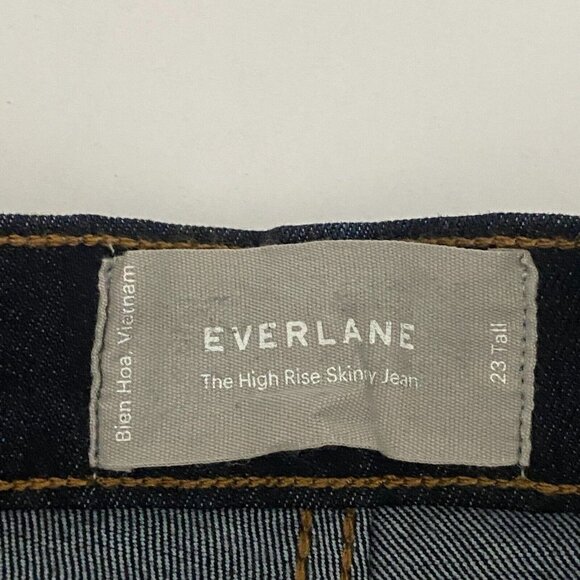 Bien Hoa, Vietnam
EVERLANE
The High Rise Skinny Jean
23 Tall